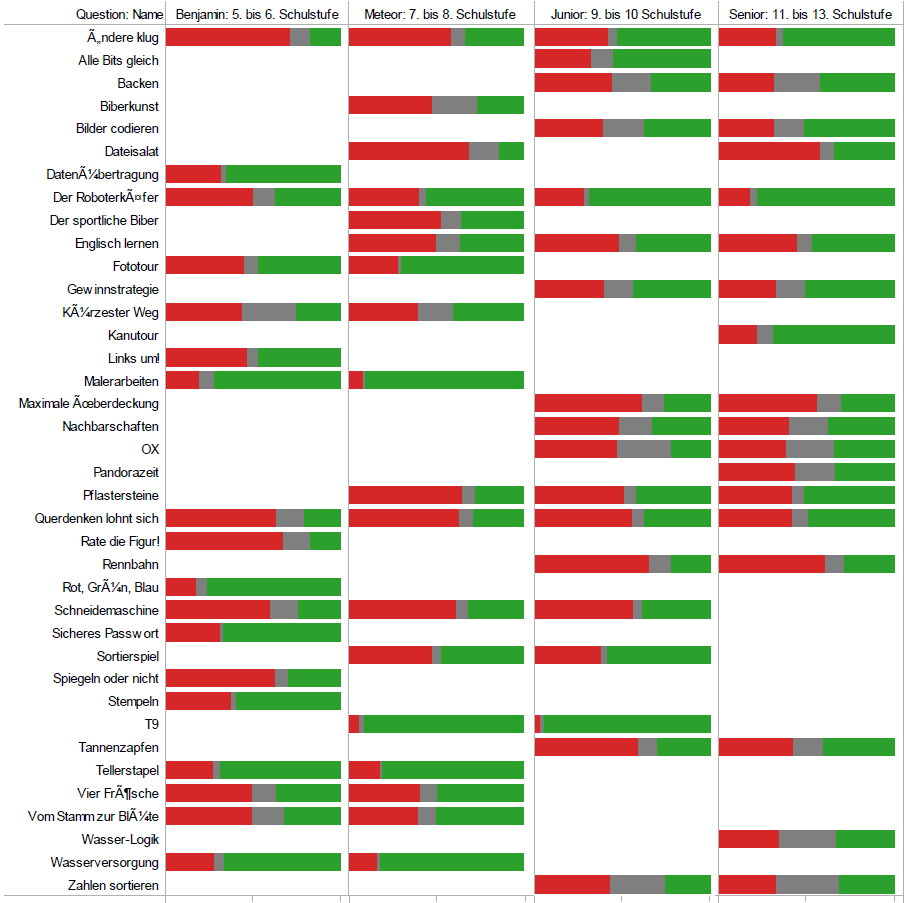 Question: Name Benjamin: 5. bis 6. Schulstufe Meteor: 7. bis 8. Schulstufe Junior: 9. bis 10 Schulstufe Senior: 11. bis 13. Schulstufe
Ã„ndere klug
Alle Bits gleich
Backen
Biberkunst
Bilder codieren
Dateisalat
DatenÃ¼bertragung
Der RoboterkÃ¤fer
Der sportliche Biber
Englisch lernen
Fototour
Gewinnstrategie
KÃ¼rzester Weg
Kanutour
Links um!
Malerarbeiten
Maximale Ãœberdeckung
Nachbarschaften
OX
Pandorazeit
Pflastersteine
Querdenken lohnt sich
Rate die Figur!
Rennbahn
Rot, GrÃ¼n, Blau
Schneidemaschine
Sicheres Passwort
Sortierspiel
Spiegeln oder nicht
Stempeln
T9
Tannenzapfen
Tellerstapel
Vier FrÃ¶sche
Vom Stamm zur BlÃ¼te
Wasser-Logik
Wasserversorgung
Zahlen sortieren